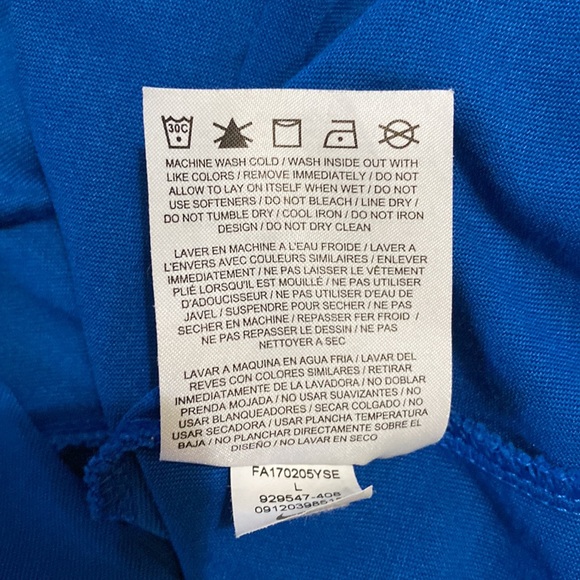 30C
MACHINE WASH COLD / WASH INSIDE OUT WITH
LIKE COLORS / REMOVE IMMEDIATELY / DO NOT
ALLOW TO LAY ON ITSELF WHEN WET / DO NOT
USE SOFTENERS / DO NOT BLEACH / LINE DRY /
DO NOT TUMBLE DRY / COOL IRON / DO NOT IRON
DESIGN / DO NOT DRY CLEAN
LAVER EN MACHINE A L'EAU FROIDE / LAVER A
L'ENVERS AVEC COULEURS SIMILAIRES / ENLEVER
IMMEDIATEMENT / NE PAS LAISSER LE VÊTEMENT
PLIÉ LORSQU'IL EST MOUILLÉ / NE PAS UTILISER
D'ADOUCISSEUR / NE PAS UTILISER D'EAU DE
JAVEL / SUSPENDRE POUR SECHER / NE PAS
SECHER EN MACHINE / REPASSER FER FROID /
NE PAS REPASSER LE DESSIN / NE PAS
NETTOYER A SEC
LAVAR A MAQUINA EN AGUA FRIA / LAVAR DEL
REVES CON COLORES SIMILARES / RETIRAR
INMEDIATAMENTE DE LA LAVADORA / NO DOBLAR
PRENDA MOJADA / NO USAR SUAVIZANTES / NO
USAR BLANQUEADORES / SECAR COLGADO / NO
USAR SECADORA / USAR PLANCHA TEMPERATURA
BAJA / NO PLANCHAR DIRECTAMENTE SOBRE EL
DISEÑO / NO LAVAR EN SECO
FA170205YSE
L
929547-408
091203985